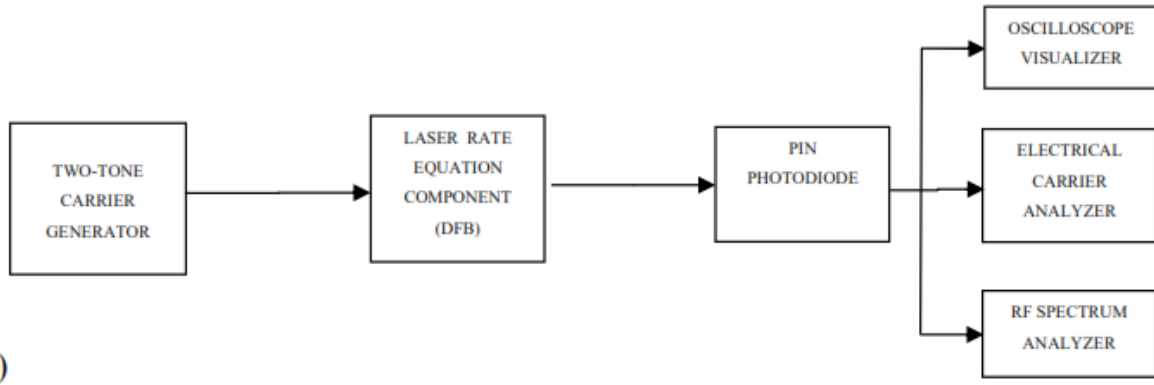 TWO-TONE
CARRIER
GENERATOR
LASER RATE
EQUATION
COMPONENT
(DFB)
PIN
PHOTODIODE
OSCILLOSCOPE
VISUALIZER
ELECTRICAL
CARRIER
ANALYZER
RF SPECTRUM
ANALYZER
)